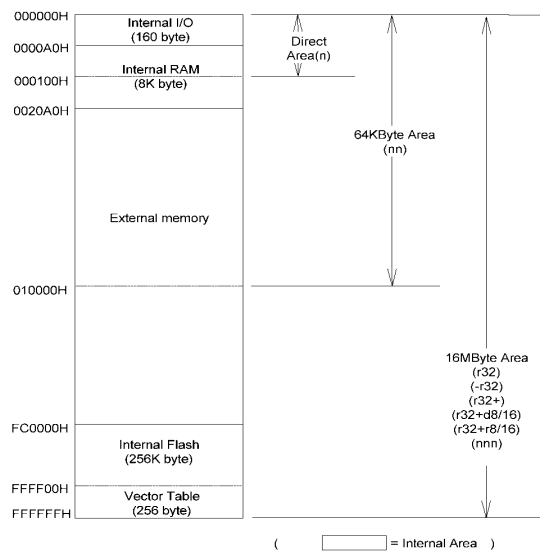 000000H
Internal I/O
(160 byte)
0000A0H
Direct
Area(n)
Internal RAM
(8K byte)
000100H
0020A0H
64KByte Area
(nn)
External memory
010000H
16MByte Area
(r32)
(-r32)
(r32+)
(r32+d8/16)
(r32+r8/16)
(nnn)
FC0000H
Internal Flash
(256K byte)
FFFF00H
Vector Table
(256 byte)
FFFFFFH
( = Internal Area )